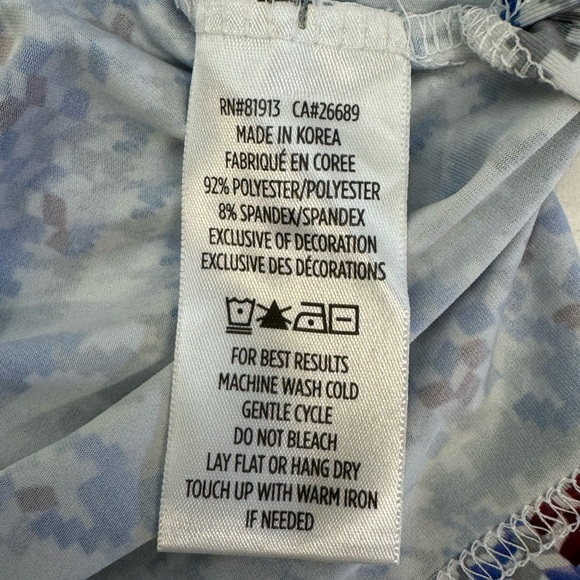 RN#81913 CA#26689
MADE IN KOREA
FABRIQUÉ EN COREE
92% POLYESTER/POLYESTER
8% SPANDEX/SPANDEX
EXCLUSIVE OF DECORATION
EXCLUSIVE DES DÉCORATIONS
FOR BEST RESULTS
MACHINE WASH COLD
GENTLE CYCLE
DO NOT BLEACH
LAY FLAT OR HANG DRY
TOUCH UP WITH WARM IRON
IF NEEDED